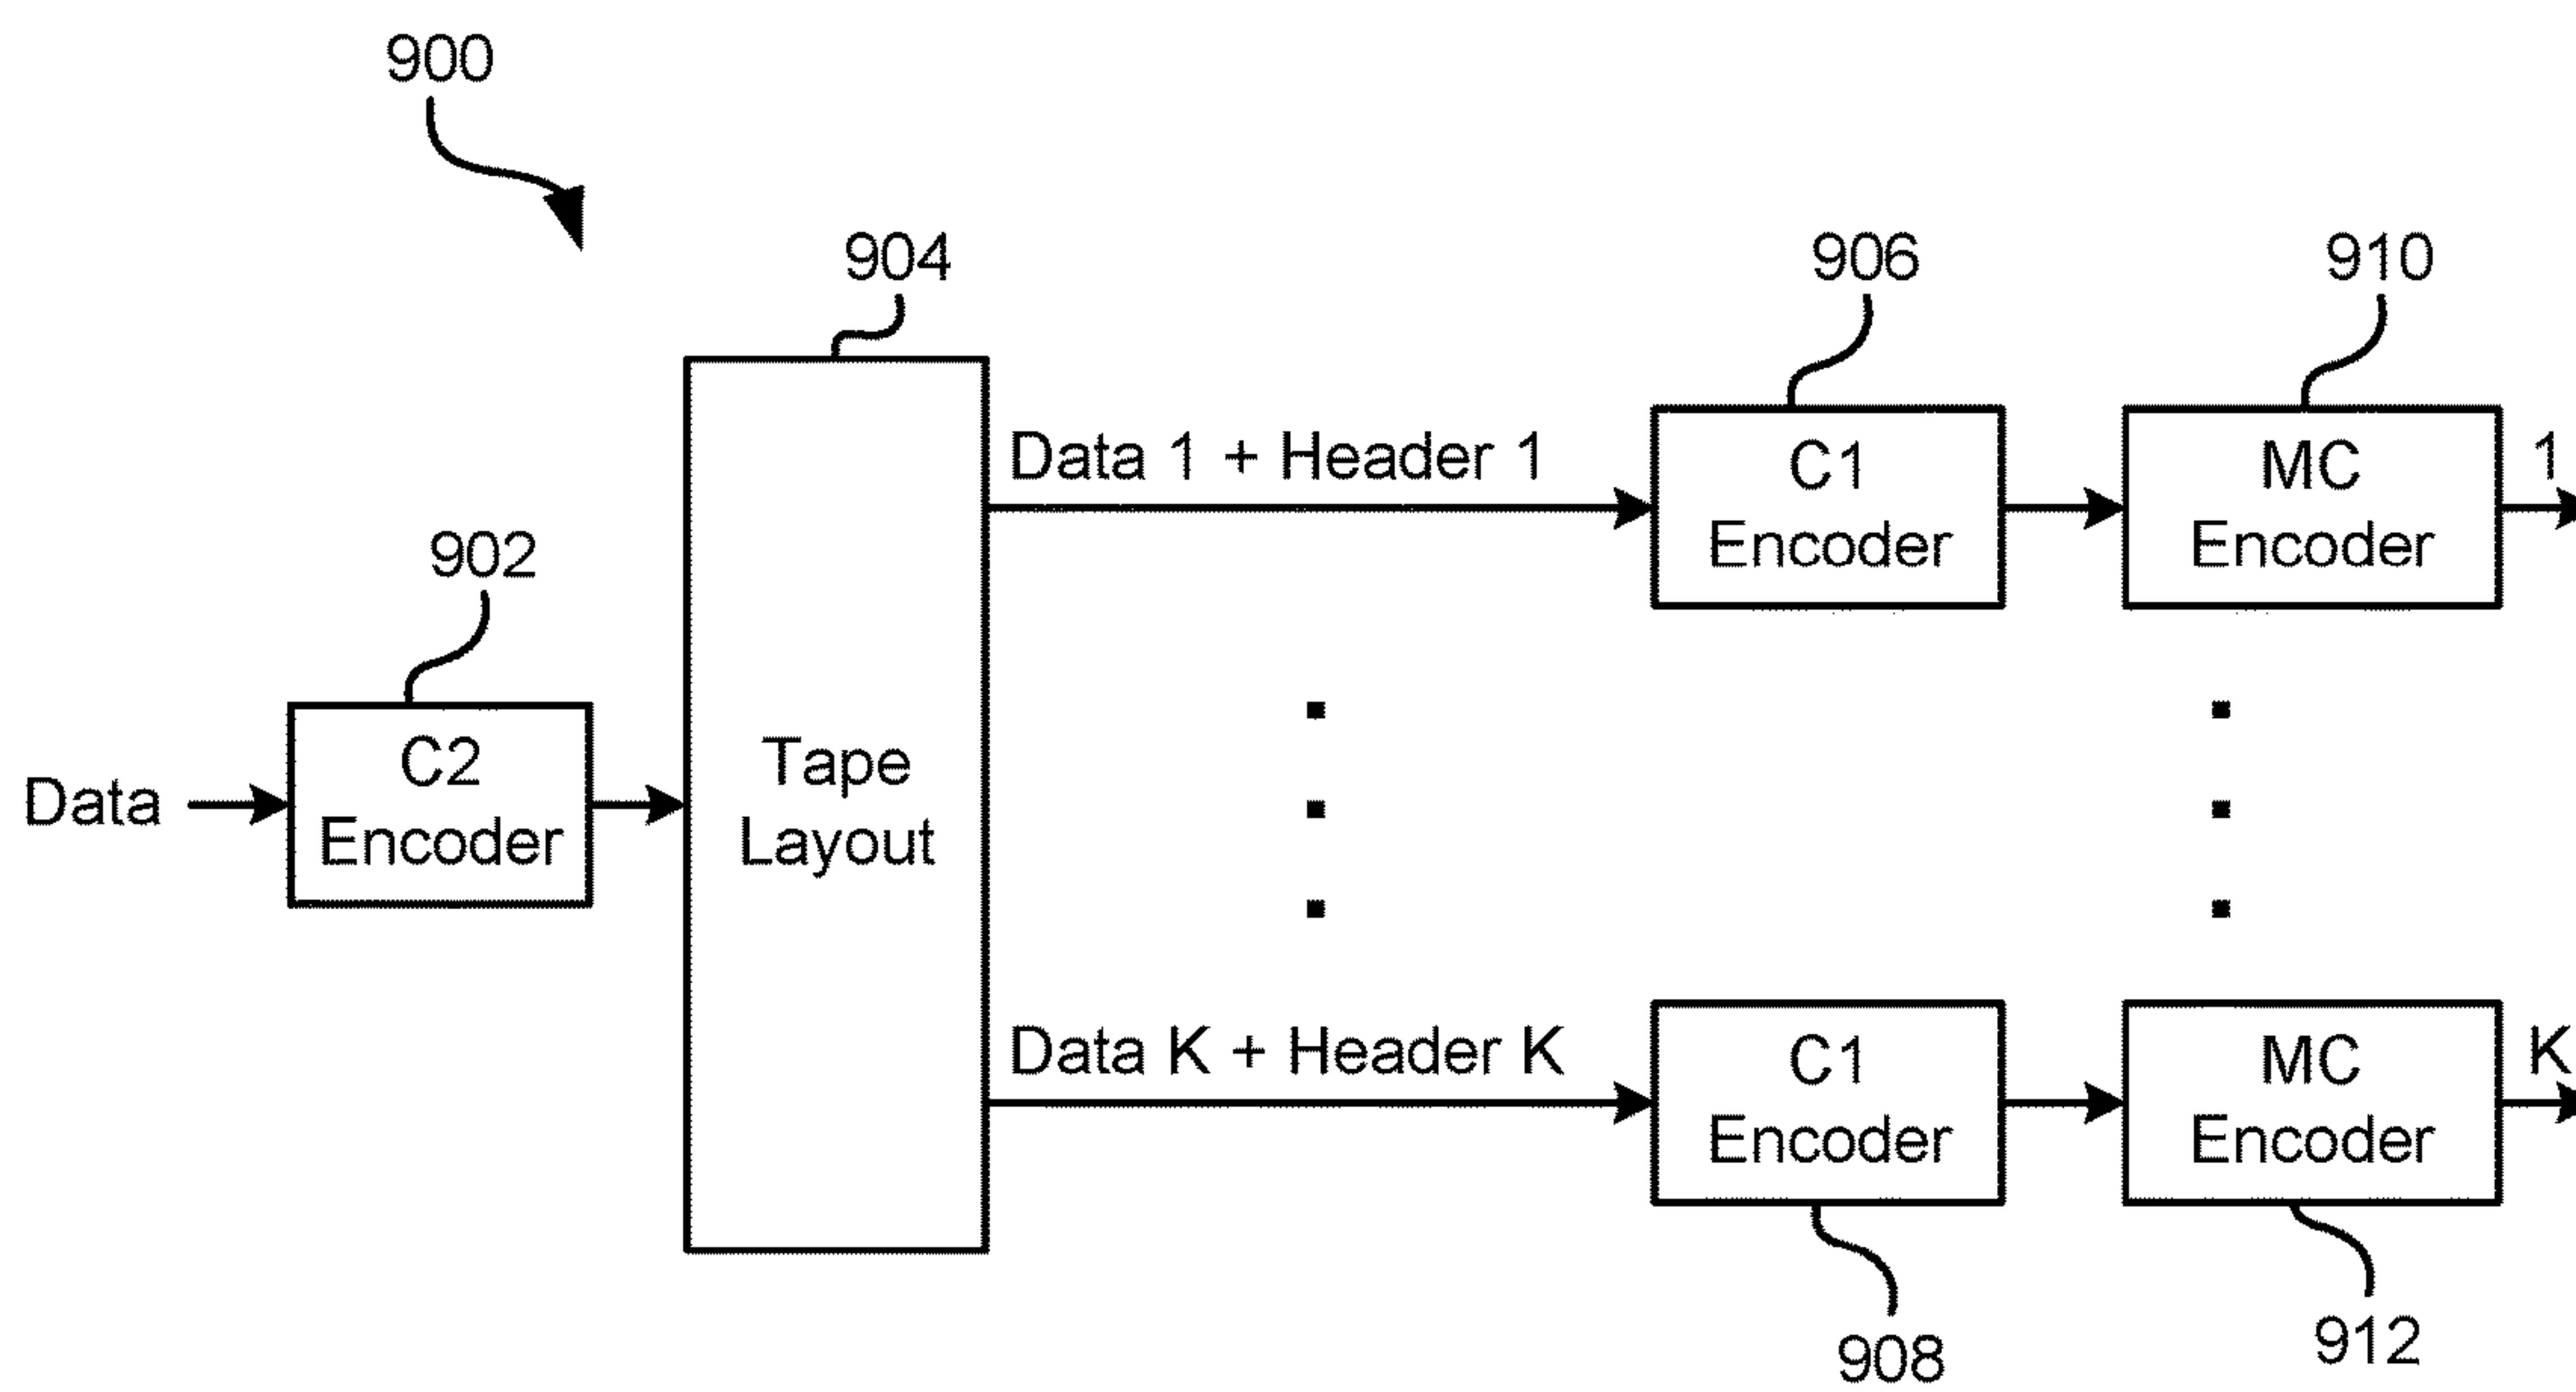 900
904
906
910
Data 1 + Header 1
C1
Encoder
MC
Encoder
1
902
Data
C2
Encoder
Tape
Layout
Data K + Header K
C1
Encoder
MC
Encoder
K
908
912